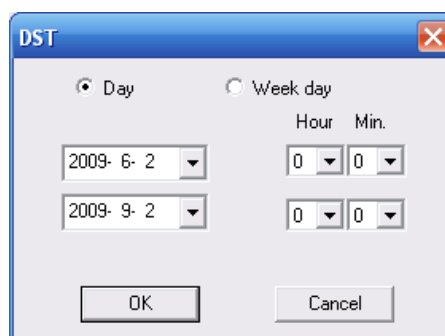 DST
Day Week day
Hour Min.
2009- 6- 2 0 0
2009- 9- 2 0 0
OK Cancel